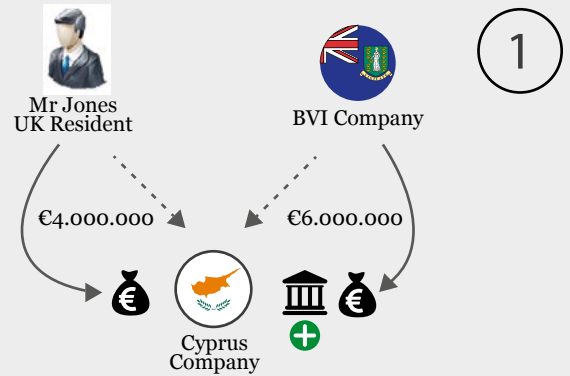 1
Mr Jones
UK Resident
BVI Company
€4.000.000
€6.000.000
€
€
Cyprus
Company